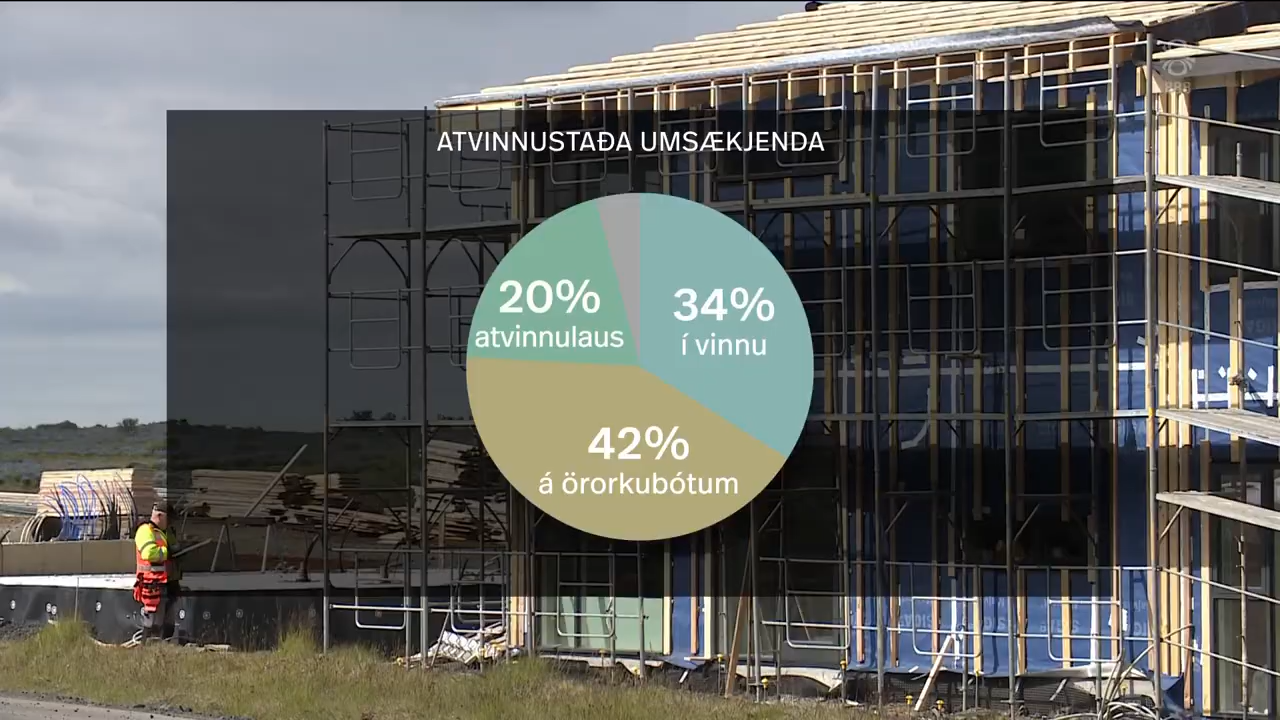 ATVINNUSTAÐA UMSÆKJENDA
20%
atvinnulaus
34%
í vinnu
42%
á örorkubótum